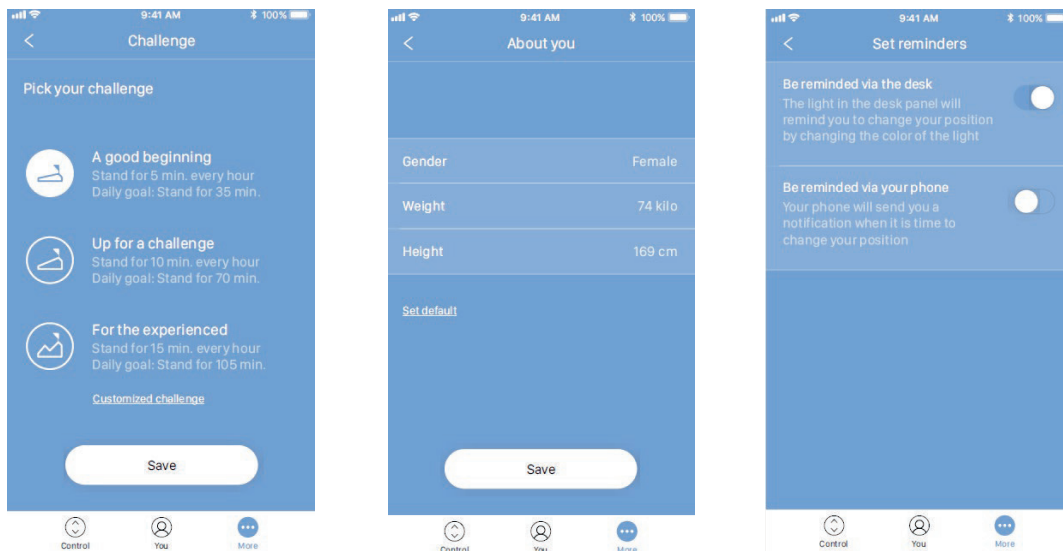 9:41 AM
100%
Challenge
Pick your challenge
A good beginning
Stand for 5 min. every hour
Daily goal: Stand for 35 min.
Up for a challenge
Stand for 10 min. every hour
Daily goal: Stand for 70 min.
For the experienced
Stand for 15 min. every hour
Daily goal: Stand for 105 min.
Customized challenge
Save
Control
You
More
9:41 AM
100%
About you
Gender
Female
Weight
74 kilo
Height
169 cm
Set default
Save
Control
You
More
9:41 AM
100%
Set reminders
Be reminded via the desk
The light in the desk panel will
remind you to change your position
by changing the color of the light
Be reminded via your phone
Your phone will send you a
notification when it is time to
change your position
Control
You
More